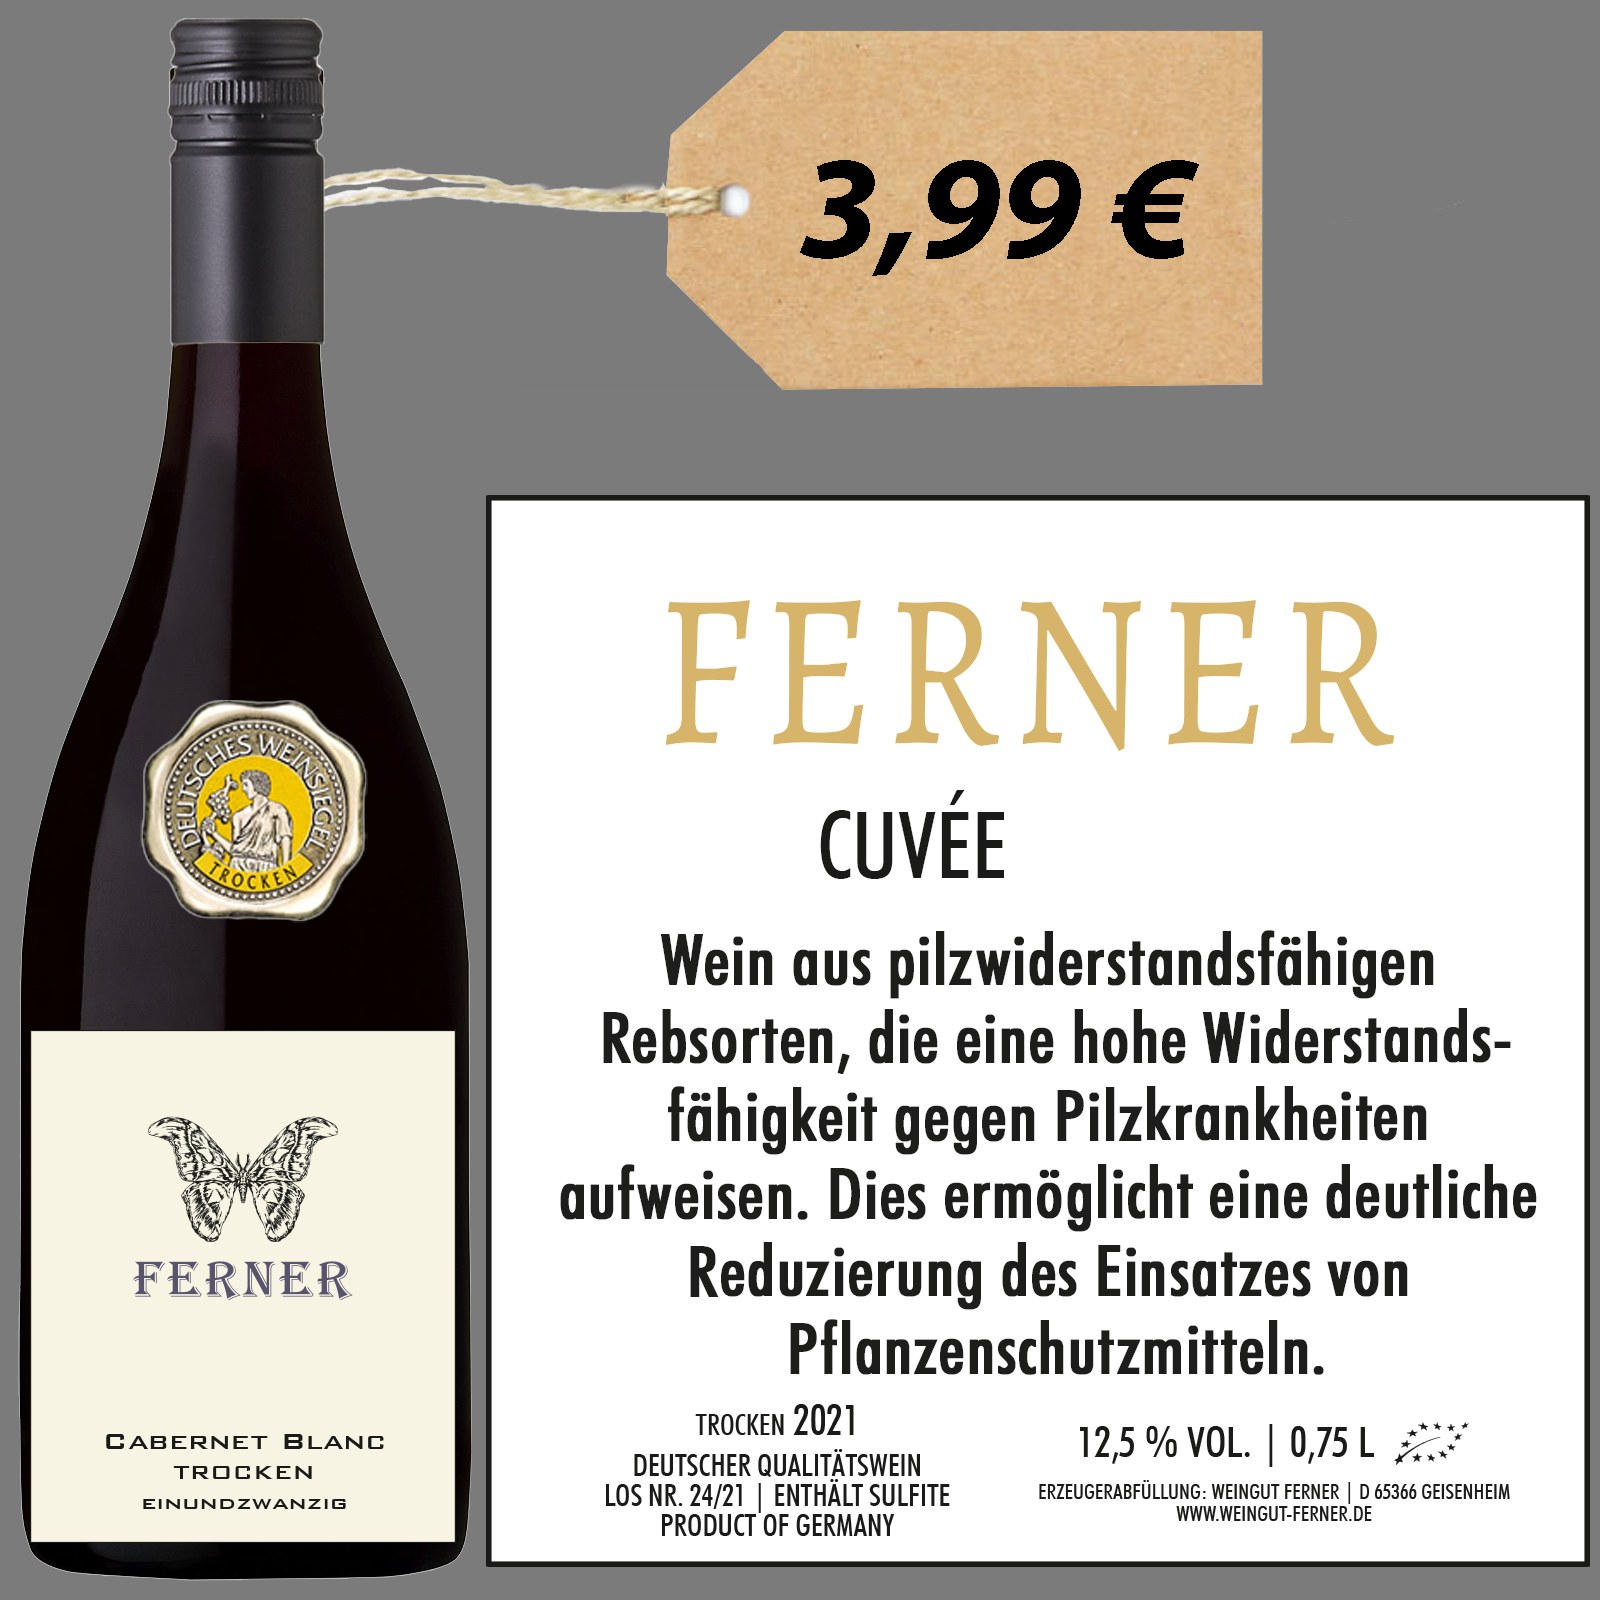 3,99 €
DEUTSCHES WEINSIEGEL
TROCKEN
FERNER
CABERNET BLANC
TROCKEN
EINUNDZWANZIG
FERNER
CUVÉE
Wein aus pilzwiderstandsfähigen
Rebsorten, die eine hohe Widerstands-
fähigkeit gegen Pilzkrankheiten
aufweisen. Dies ermöglicht eine deutliche
Reduzierung des Einsatzes von
Pflanzenschutzmitteln.
TROCKEN 2021
DEUTSCHER QUALITÄTSWEIN
LOS NR. 24/21 | ENTHÄLT SULFITE
PRODUCT OF GERMANY
12,5 % VOL. | 0,75 L
ERZEUGERABFÜLLUNG: WEINGUT FERNER | D 65366 GEISENHEIM
WWW.WEINGUT-FERNER.DE